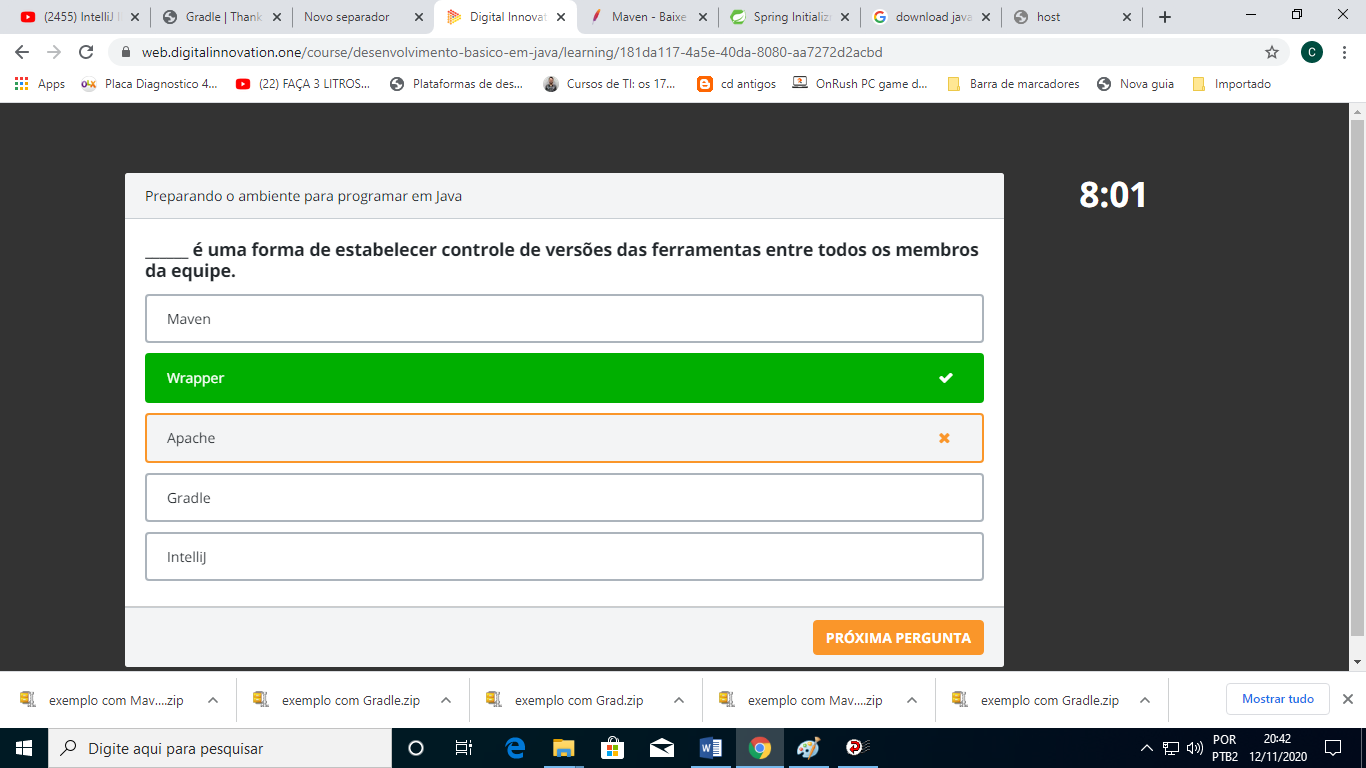 (2455) IntelliJ I
Gradle | Thank
Novo separador
Digital Innovat
Maven - Baixe
Spring Initializ
download java
host
web.digitalinnovation.one/course/desenvolvimento-basico-em-java/learning/181da117-4a5e-40da-8080-aa7272d2acbd
C
Apps
Placa Diagnostico 4...
(22) FAÇA 3 LITROS...
Plataformas de des...
Cursos de TI: os 17...
cd antigos
OnRush PC game d...
Barra de marcadores
Nova guia
Importado
Preparando o ambiente para programar em Java
8:01
______ é uma forma de estabelecer controle de versões das ferramentas entre todos os membros
da equipe.
Maven
Wrapper
Apache
Gradle
IntelliJ
PRÓXIMA PERGUNTA
exemplo com Mav....zip
exemplo com Gradle.zip
exemplo com Grad.zip
exemplo com Mav....zip
exemplo com Gradle.zip
Mostrar tudo
Digite aqui para pesquisar
POR
PTB2
20:42
12/11/2020